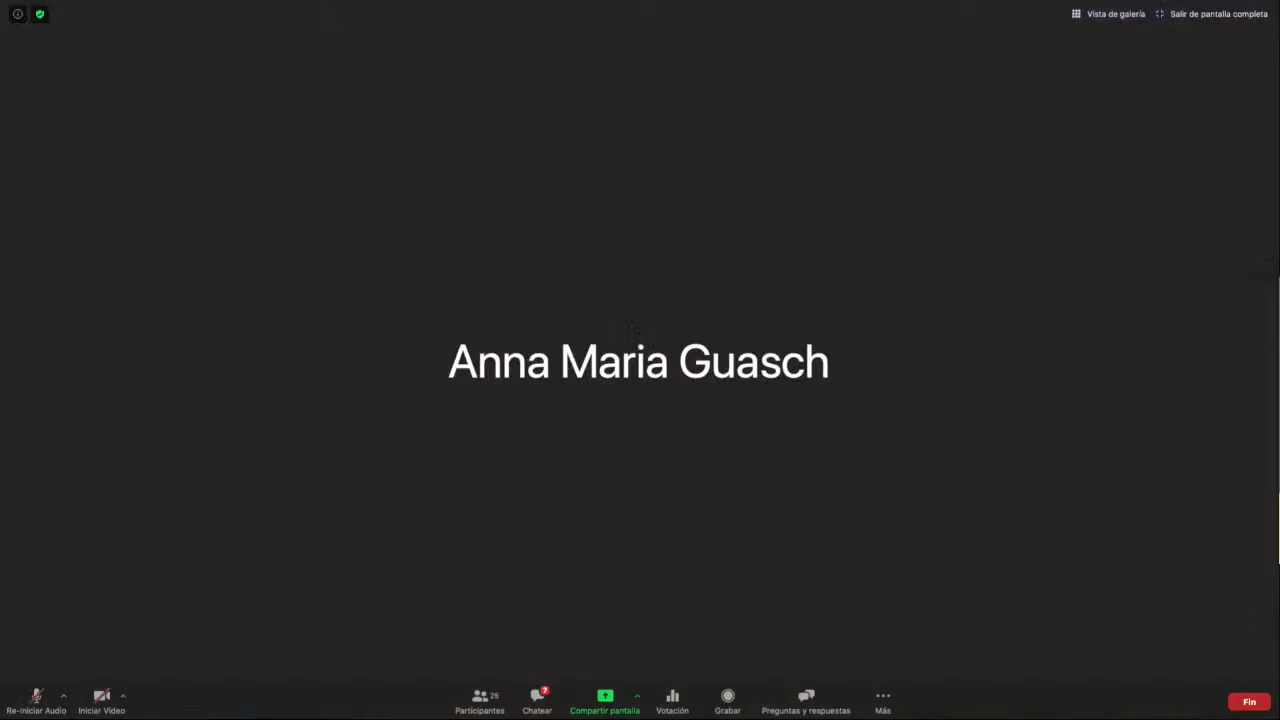 Vista de galería
Salir de pantalla completa
Anna Maria Guasch
Re-iniciar Audio
Iniciar Video
25
Participantes
7
Chatear
Compartir pantalla
Votación
Grabar
Preguntas y respuestas
Más
Fin